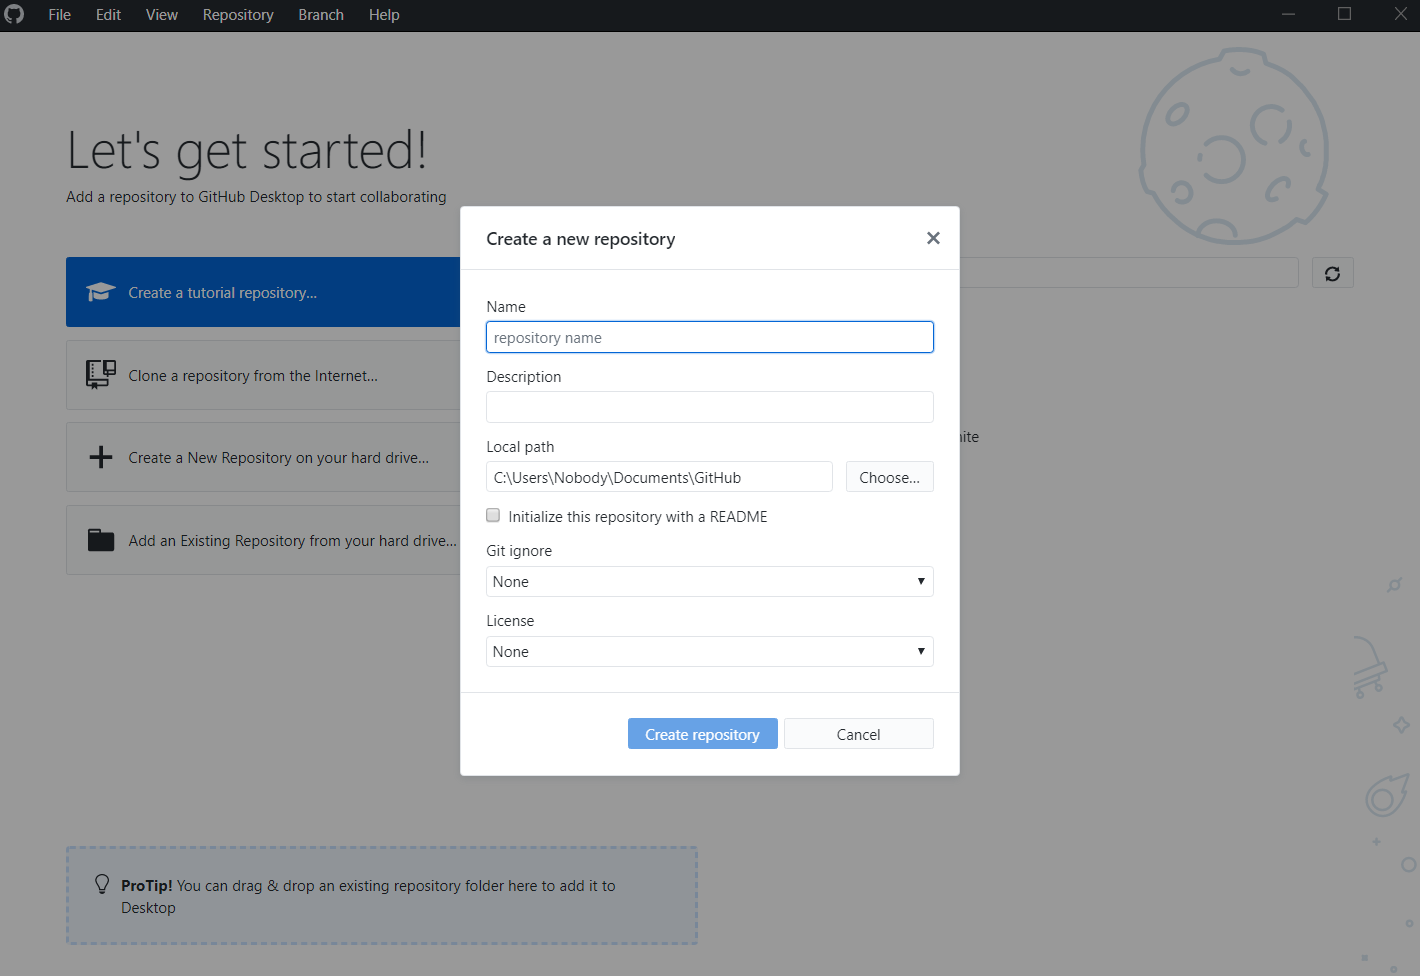 File Edit View Repository Branch Help
Let's get started!
Add a repository to GitHub Desktop to start collaborating
Create a tutorial repository...
Clone a repository from the Internet...
Create a New Repository on your hard drive...
Add an Existing Repository from your hard drive...
Create a new repository
Name
repository name
Description
Local path
C:\Users\Nobody\Documents\GitHub
Choose...
Initialize this repository with a README
Git ignore
None
License
None
Create repository
Cancel
ProTip! You can drag & drop an existing repository folder here to add it to
Desktop